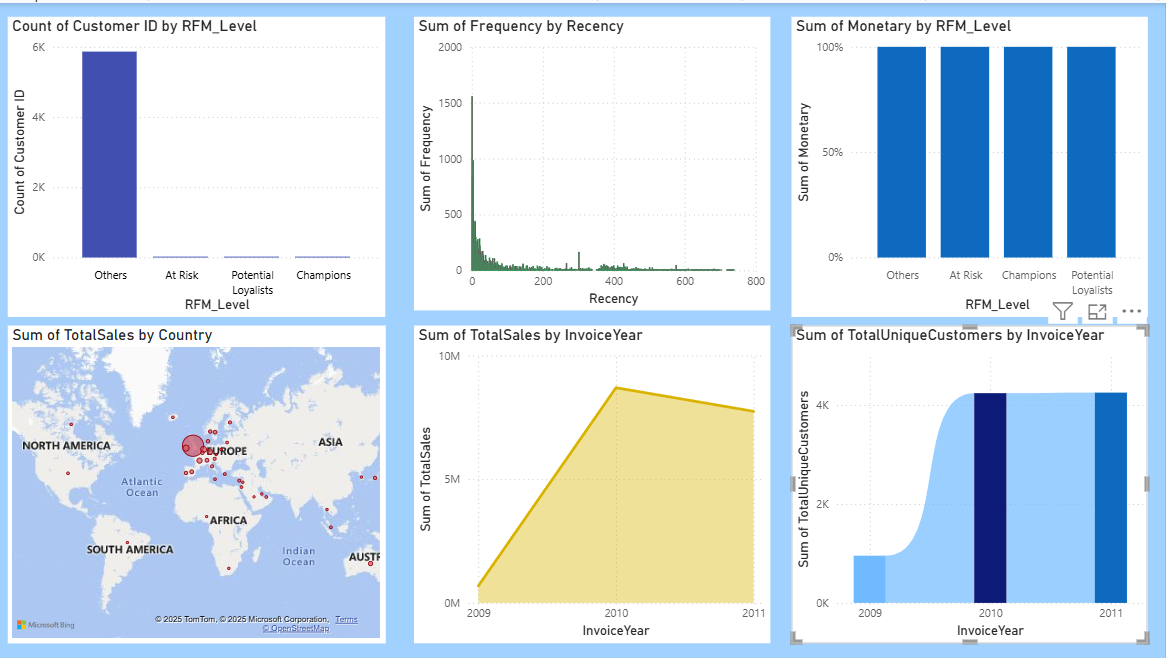 Count of Customer ID by RFM_Level
6K
4K
2K
0K
Count of Customer ID
Others
At Risk
Potential
Loyalists
Champions
RFM_Level
Sum of Frequency by Recency
2000
1500
1000
500
0
Sum of Frequency
0
200
400
600
800
Recency
Sum of Monetary by RFM_Level
100%
50%
0%
Sum of Monetary
Others
At Risk
Champions
Potential
Loyalists
RFM_Level
Sum of TotalSales by Country
NORTH AMERICA
EUROPE
ASIA
Atlantic
Ocean
AFRICA
SOUTH AMERICA
Indian
Ocean
AUSTR
Microsoft Bing
© 2025 TomTom, © 2025 Microsoft Corporation, Terms
© OpenStreetMap
Sum of TotalSales by InvoiceYear
10M
5M
0M
Sum of TotalSales
2009
2010
2011
InvoiceYear
Sum of TotalUniqueCustomers by InvoiceYear
4K
2K
0K
Sum of TotalUniqueCustomers
2009
2010
2011
InvoiceYear